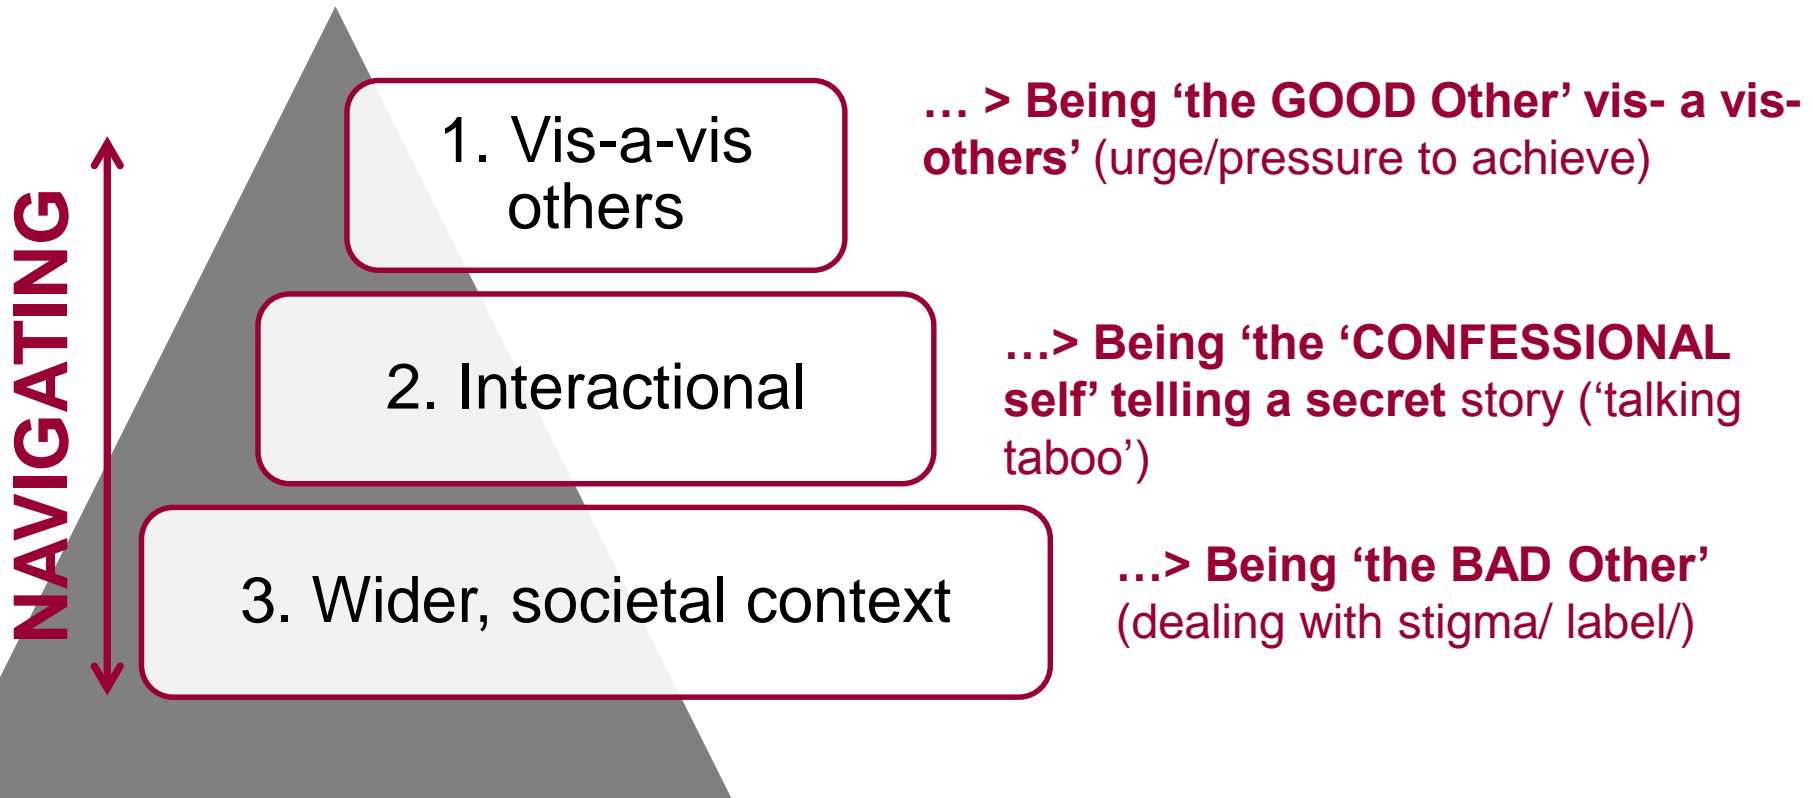 NAVIGATING
1. Vis-a-vis
others
… > Being ‘the GOOD Other’ vis- a vis-
others’ (urge/pressure to achieve)
2. Interactional
…> Being ‘the ‘CONFESSIONAL
self’ telling a secret story (‘talking
taboo’)
3. Wider, societal context
…> Being ‘the BAD Other’
(dealing with stigma/ label/)